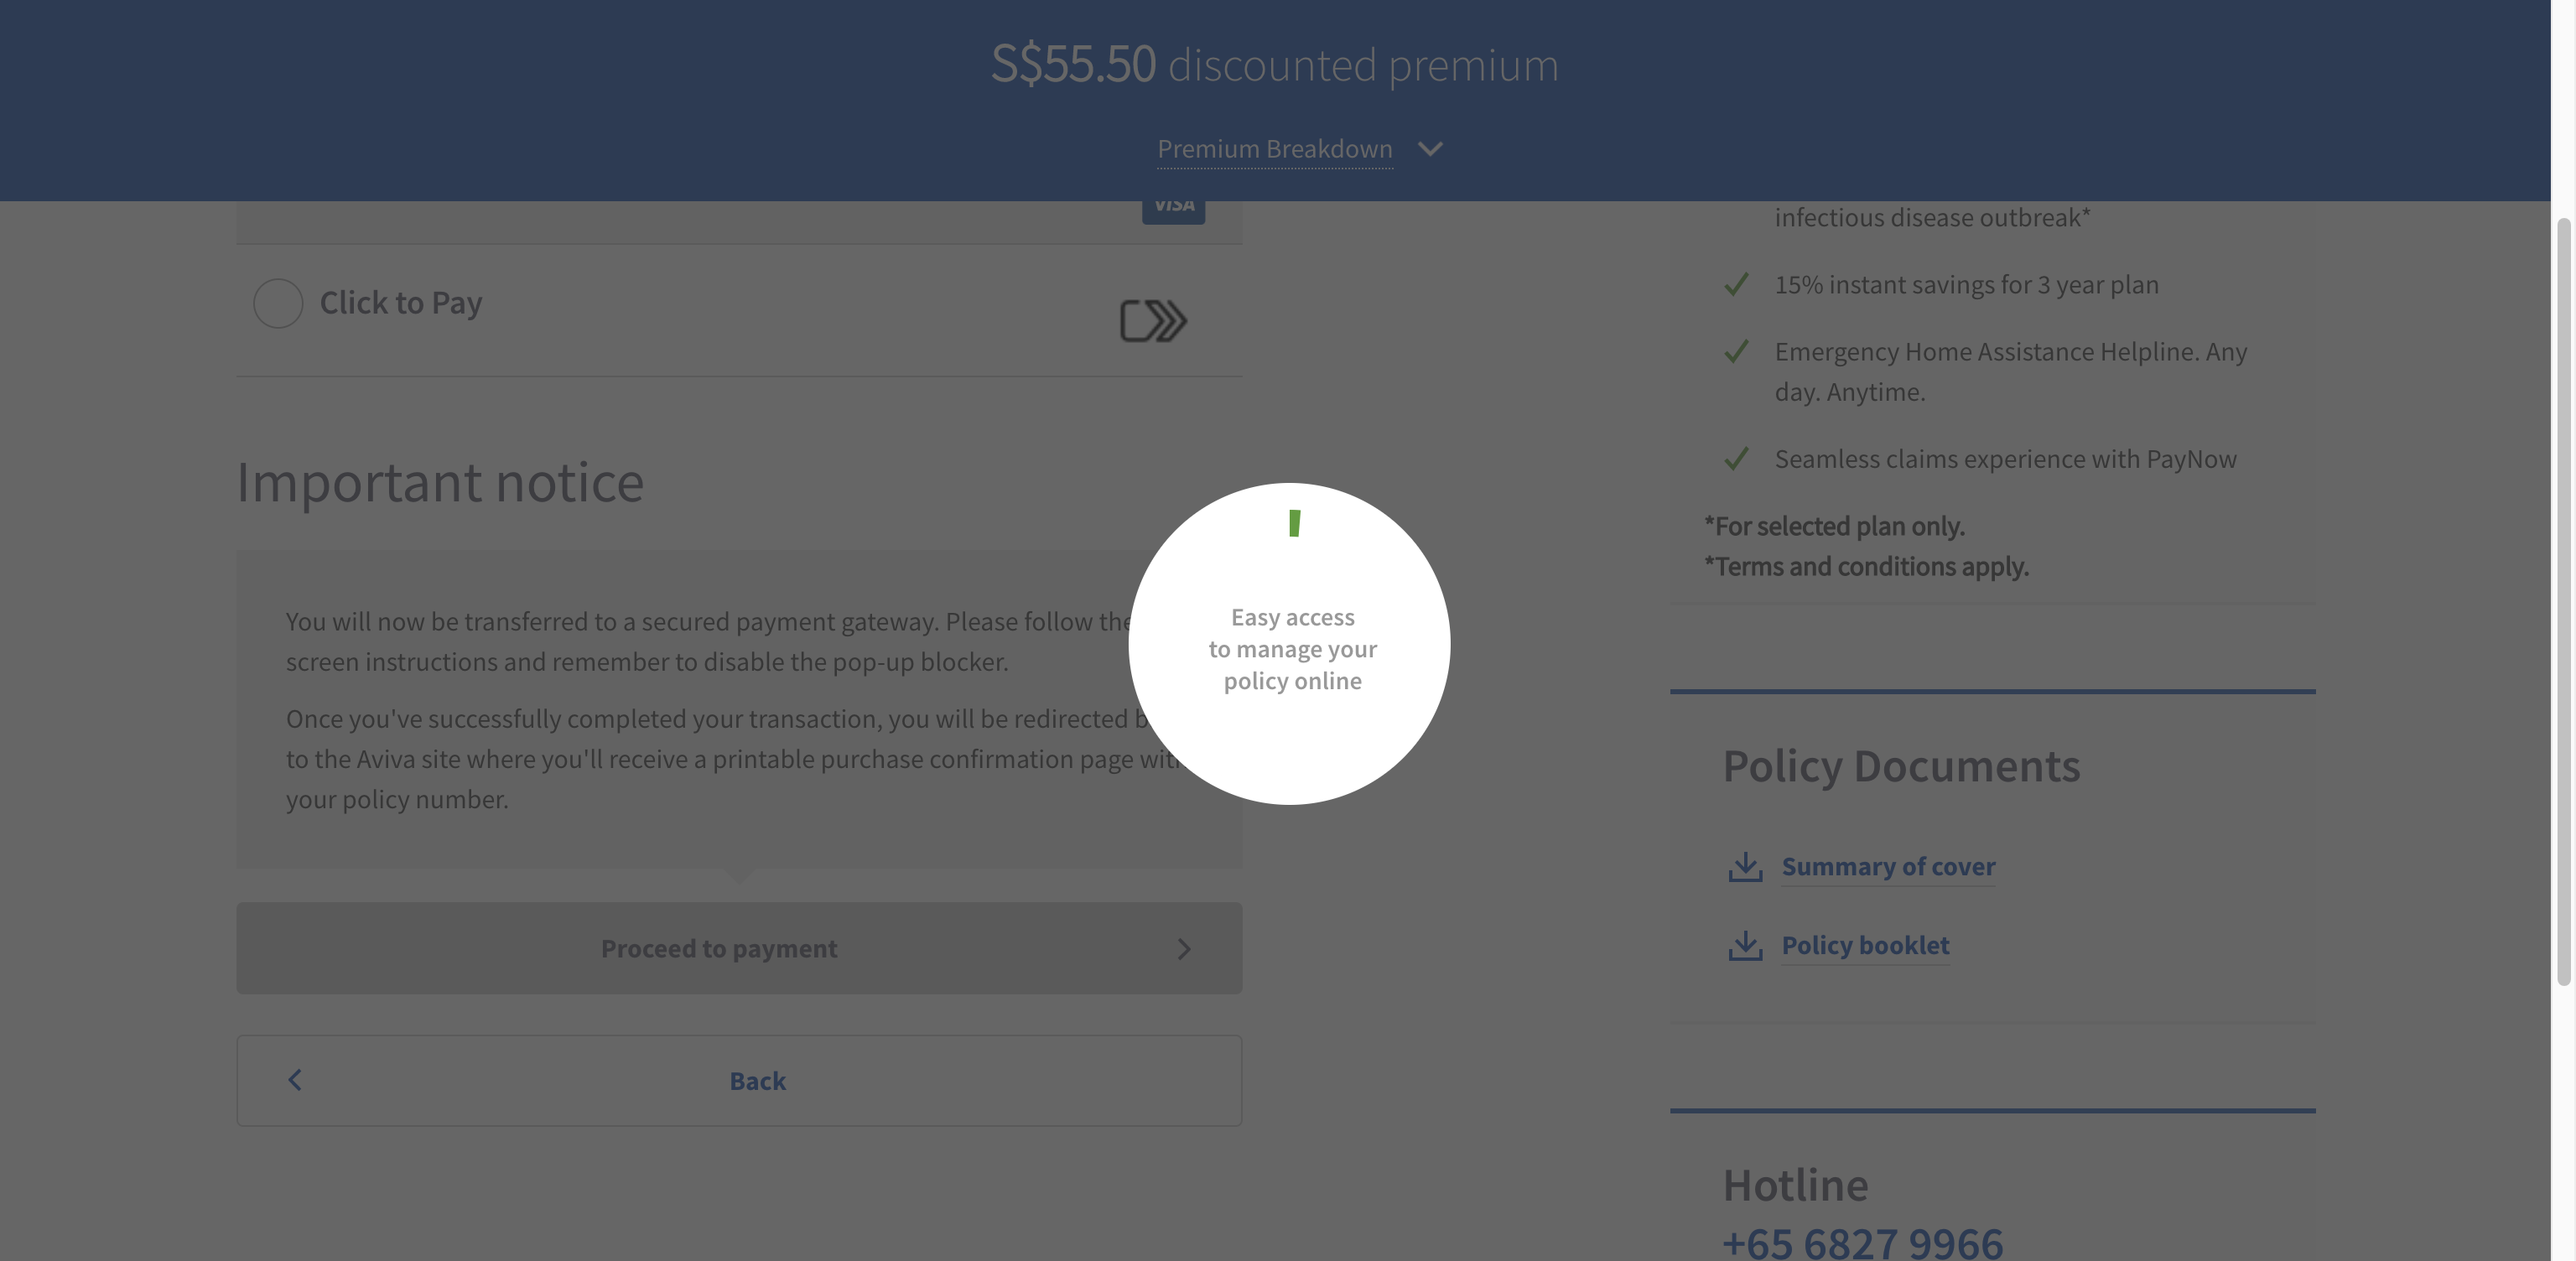 S$55.50 discounted premium
Premium Breakdown
VISA
Click to Pay
Important notice
You will now be transferred to a secured payment gateway. Please follow the
screen instructions and remember to disable the pop-up blocker.
Once you've successfully completed your transaction, you will be redirected
to the Aviva site where you'll receive a printable purchase confirmation page with
your policy number.
Proceed to payment
Back
Easy access
to manage your
policy online
infectious disease outbreak*
15% instant savings for 3 year plan
Emergency Home Assistance Helpline. Any
day. Anytime.
Seamless claims experience with PayNow
*For selected plan only.
*Terms and conditions apply.
Policy Documents
Summary of cover
Policy booklet
Hotline
+65 6827 9966